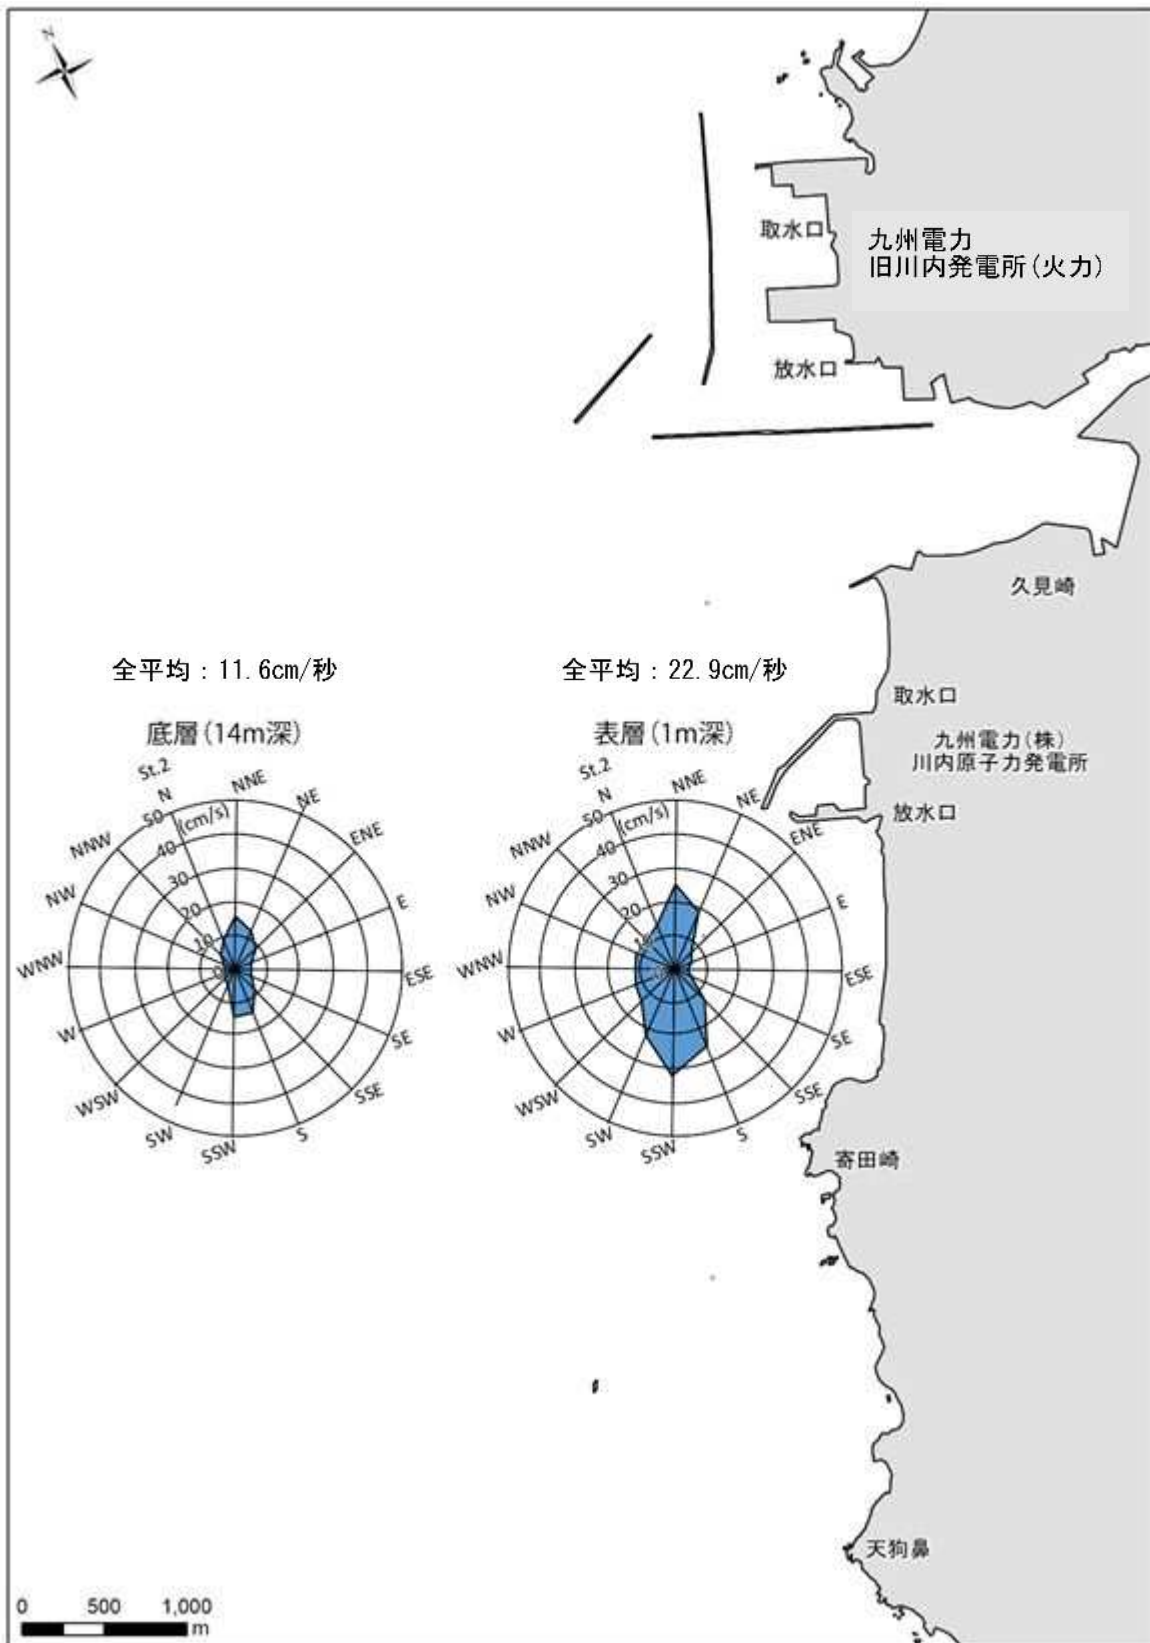 N
取水口
九州電力
旧川内発電所(火力)
放水口
久見崎
全平均：11.6cm/秒
全平均：22.9cm/秒
取水口
九州電力(株)
川内原子力発電所
放水口
底層(14m深)
St.2
N
NNE
NE
ENE
E
ESE
SE
SSE
S
SSW
SW
WSW
W
WNW
NW
NNW
(cm/s)
50
40
30
20
10
0
表層(1m深)
St.2
N
NNE
NE
ENE
E
ESE
SE
SSE
S
SSW
SW
WSW
W
WNW
NW
NNW
(cm/s)
50
40
30
20
10
0
寄田崎
天狗鼻
0 500 1,000
m